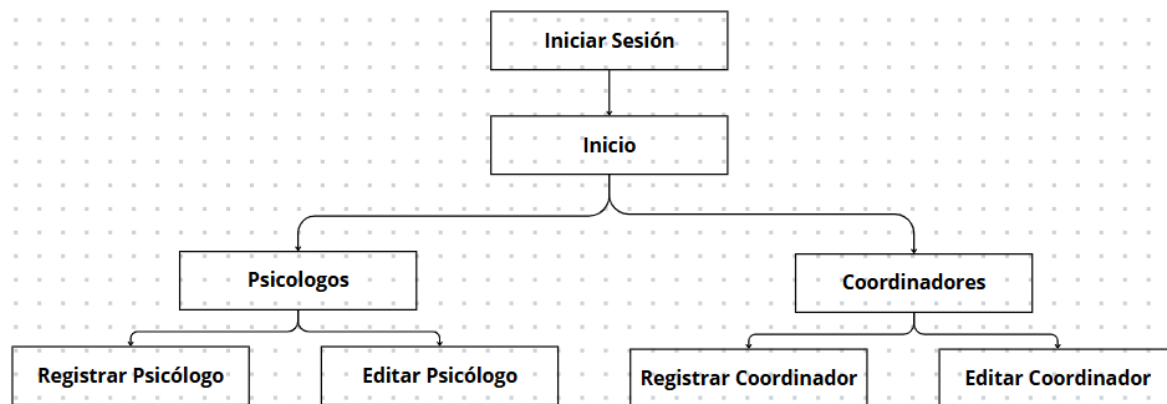 Iniciar Sesión
Inicio
Psicologos
Coordinadores
Registrar Psicólogo
Editar Psicólogo
Registrar Coordinador
Editar Coordinador